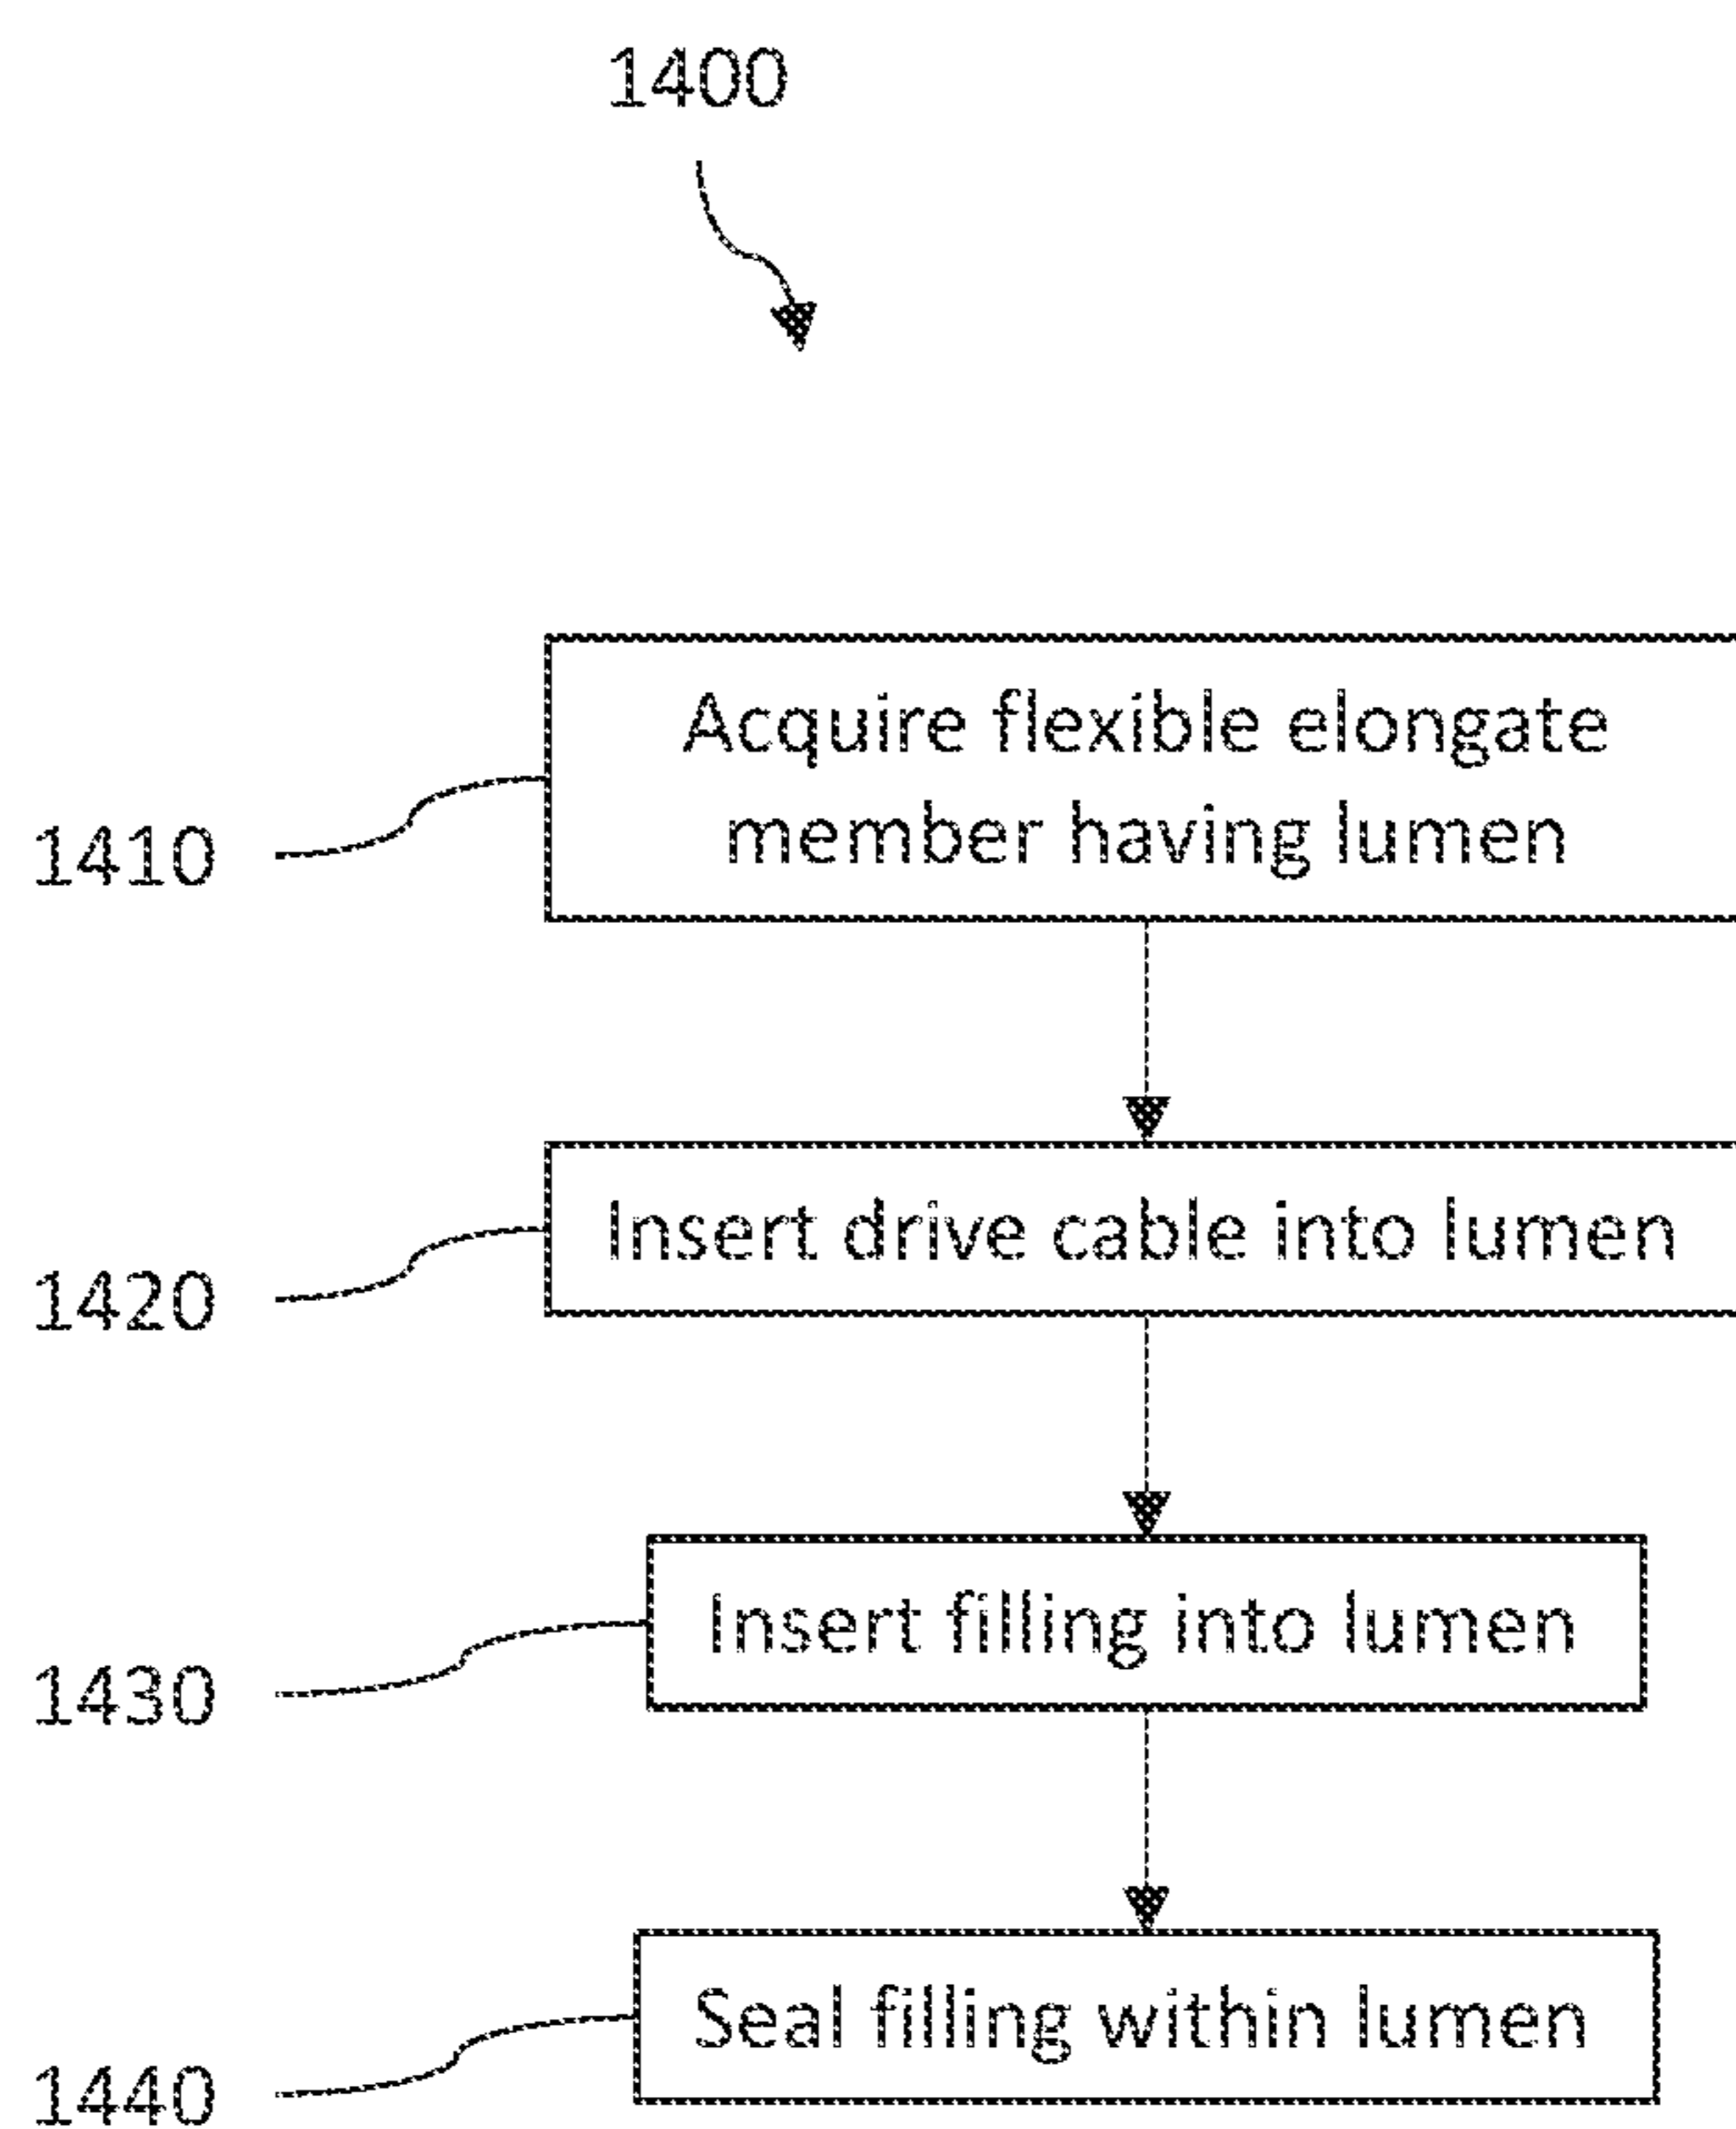 1400
Acquire flexible elongate
member having lumen
1410
Insert drive cable into lumen
1420
Insert filling into lumen
1430
Seal filling within lumen
1440